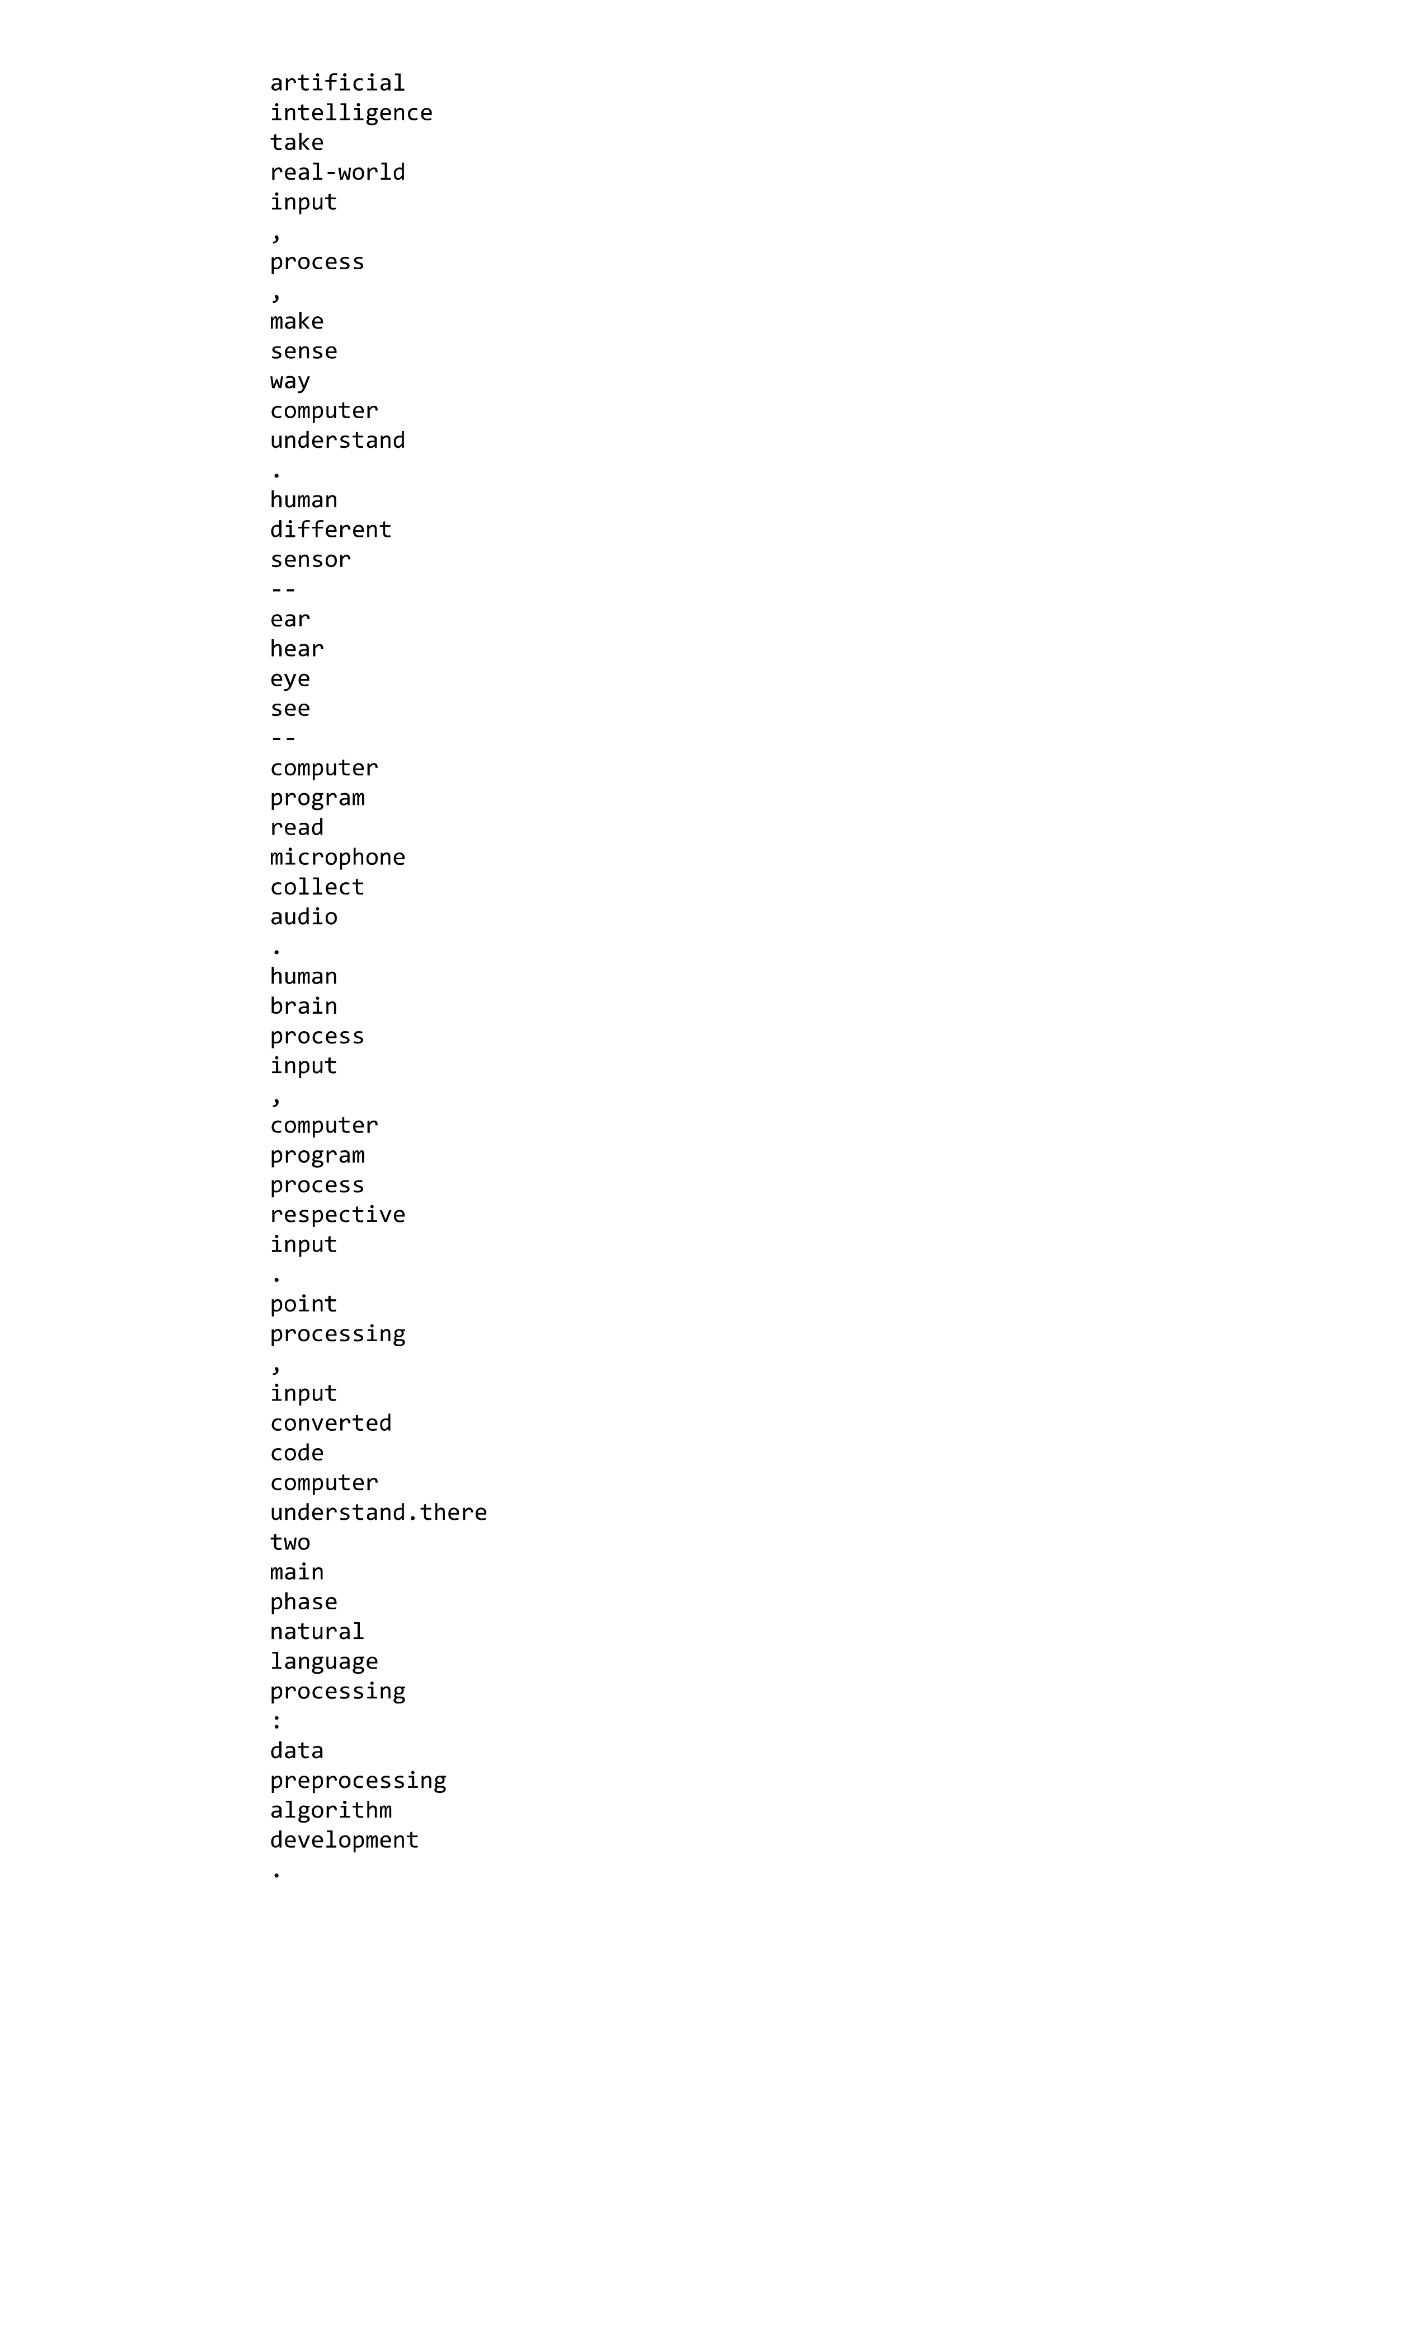 artificial
intelligence
take
real-world
input
,
process
,
make
sense
way
computer
understand
.
human
different
sensor
--
ear
hear
eye
see
--
computer
program
read
microphone
collect
audio
.
human
brain
process
input
,
computer
program
process
respective
input
.
point
processing
,
input
converted
code
computer
understand.there
two
main
phase
natural
language
processing
:
data
preprocessing
algorithm
development
.